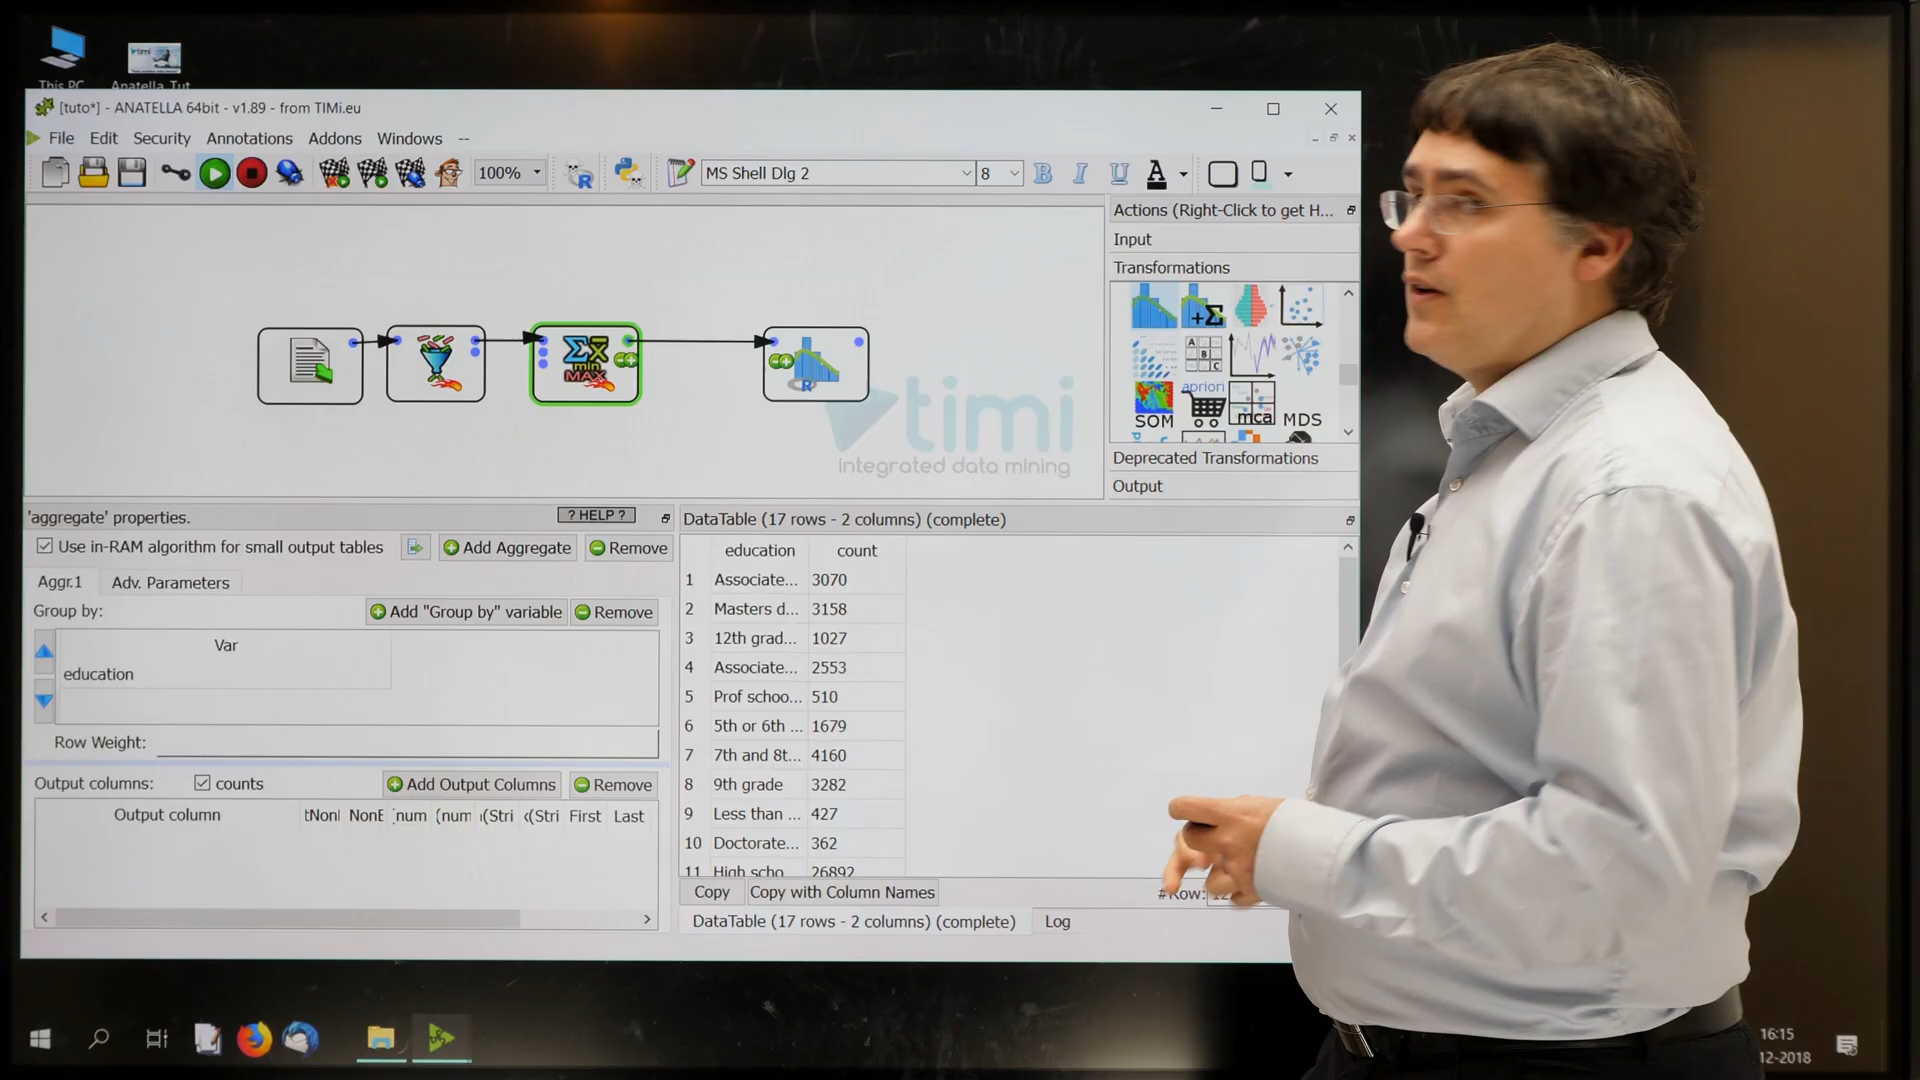 This PC
Anatella_Tut
[tuto*] - ANATELLA 64bit - v1.89 - from TIMi.eu
File Edit Security Annotations Addons Windows --
100% MS Shell Dlg 2 8 B I U A
Actions (Right-Click to get H...
Input
Transformations
A
B
C
apriori
SOM mca MDS
Deprecated Transformations
Output
Σ
min
MAX
R
timi
integrated data mining
'aggregate' properties. ? HELP ?
Use in-RAM algorithm for small output tables Add Aggregate Remove
Aggr.1 Adv. Parameters
Group by: Add "Group by" variable Remove
Var
education
Row Weight:
Output columns: counts Add Output Columns Remove
Output column NonE First Last
DataTable (17 rows - 2 columns) (complete)
education count
1 Associate... 3070
2 Masters d... 3158
3 12th grad... 1027
4 Associate... 2553
5 Prof schoo... 510
6 5th or 6th ... 1679
7 7th and 8t... 4160
8 9th grade 3282
9 Less than ... 427
10 Doctorate... 362
11 High scho 26892
Copy Copy with Column Names #Row:
DataTable (17 rows - 2 columns) (complete) Log
16:15
12-2018